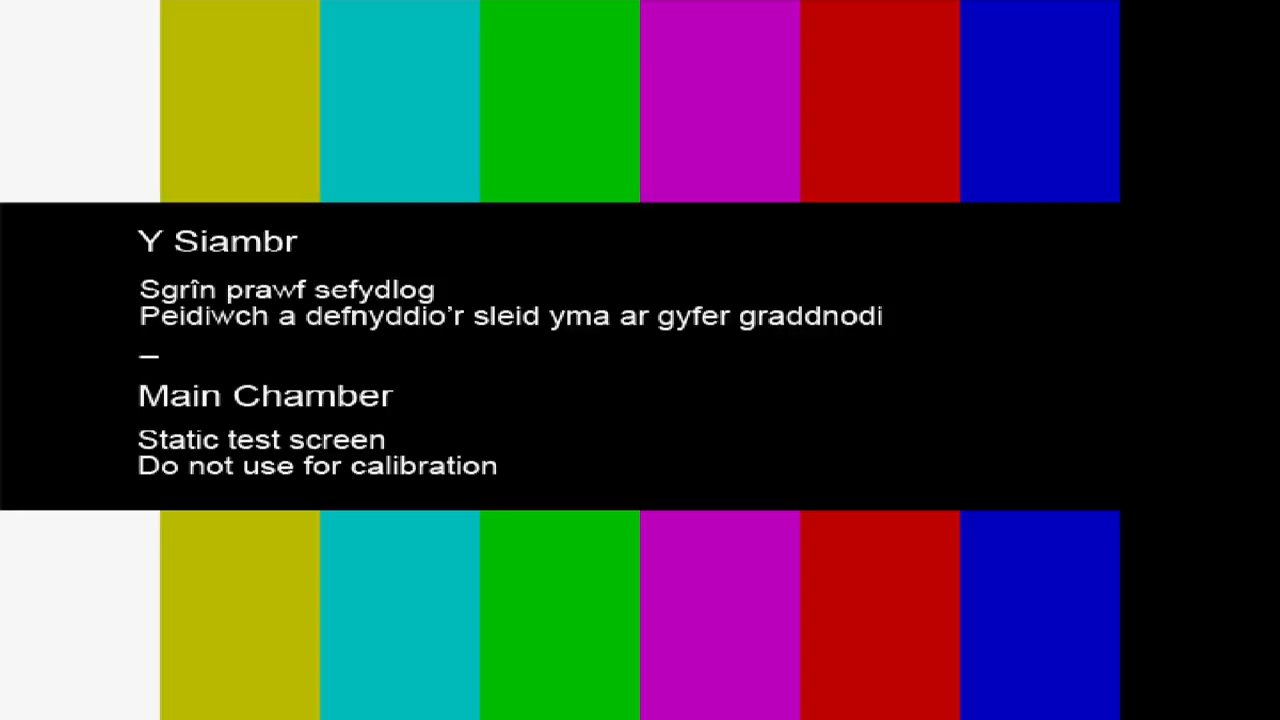 Y Siambr
Sgrîn prawf sefydlog
Peidiwch a defnyddio’r sleid yma ar gyfer graddnodi
–
Main Chamber
Static test screen
Do not use for calibration